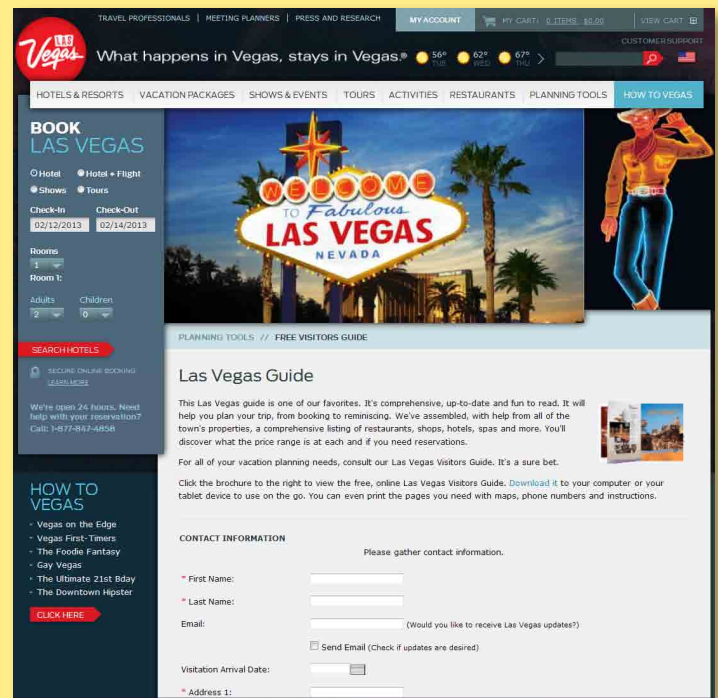 TRAVEL PROFESSIONALS | MEETING PLANNERS | PRESS AND RESEARCH
MY ACCOUNT
MY CART: 0 ITEMS $0.00
VIEW CART
CUSTOMER SUPPORT
LAS
Vegas
What happens in Vegas, stays in Vegas.®
56° TUE
62° WED
67° THU
HOTELS & RESORTS VACATION PACKAGES SHOWS & EVENTS TOURS ACTIVITIES RESTAURANTS PLANNING TOOLS HOW TO VEGAS
BOOK
LAS VEGAS
Hotel Hotel + Flight
Shows Tours
Check-In Check-Out
02/12/2013 02/14/2013
Rooms
1
Room 1:
Adults Children
2 0
SEARCH HOTELS
SECURE ONLINE BOOKING
LEARN MORE
We're open 24 hours. Need
help with your reservation?
Call: 1-877-847-4858
HOW TO
VEGAS
Vegas on the Edge
Vegas First-Timers
The Foodie Fantasy
Gay Vegas
The Ultimate 21st Bday
The Downtown Hipster
CLICK HERE
WELCOME
TO Fabulous
LAS VEGAS
NEVADA
PLANNING TOOLS // FREE VISITORS GUIDE
Las Vegas Guide
This Las Vegas guide is one of our favorites. It's comprehensive, up-to-date and fun to read. It will
help you plan your trip, from booking to reminiscing. We've assembled, with help from all of the
town's properties, a comprehensive listing of restaurants, shops, hotels, spas and more. You'll
discover what the price range is at each and if you need reservations.
For all of your vacation planning needs, consult our Las Vegas Visitors Guide. It's a sure bet.
Click the brochure to the right to view the free, online Las Vegas Visitors Guide. Download it to your computer or your
tablet device to use on the go. You can even print the pages you need with maps, phone numbers and instructions.
CONTACT INFORMATION
Please gather contact information.
* First Name:
* Last Name:
Email: (Would you like to receive Las Vegas updates?)
Send Email (Check if updates are desired)
Visitation Arrival Date:
* Address 1: